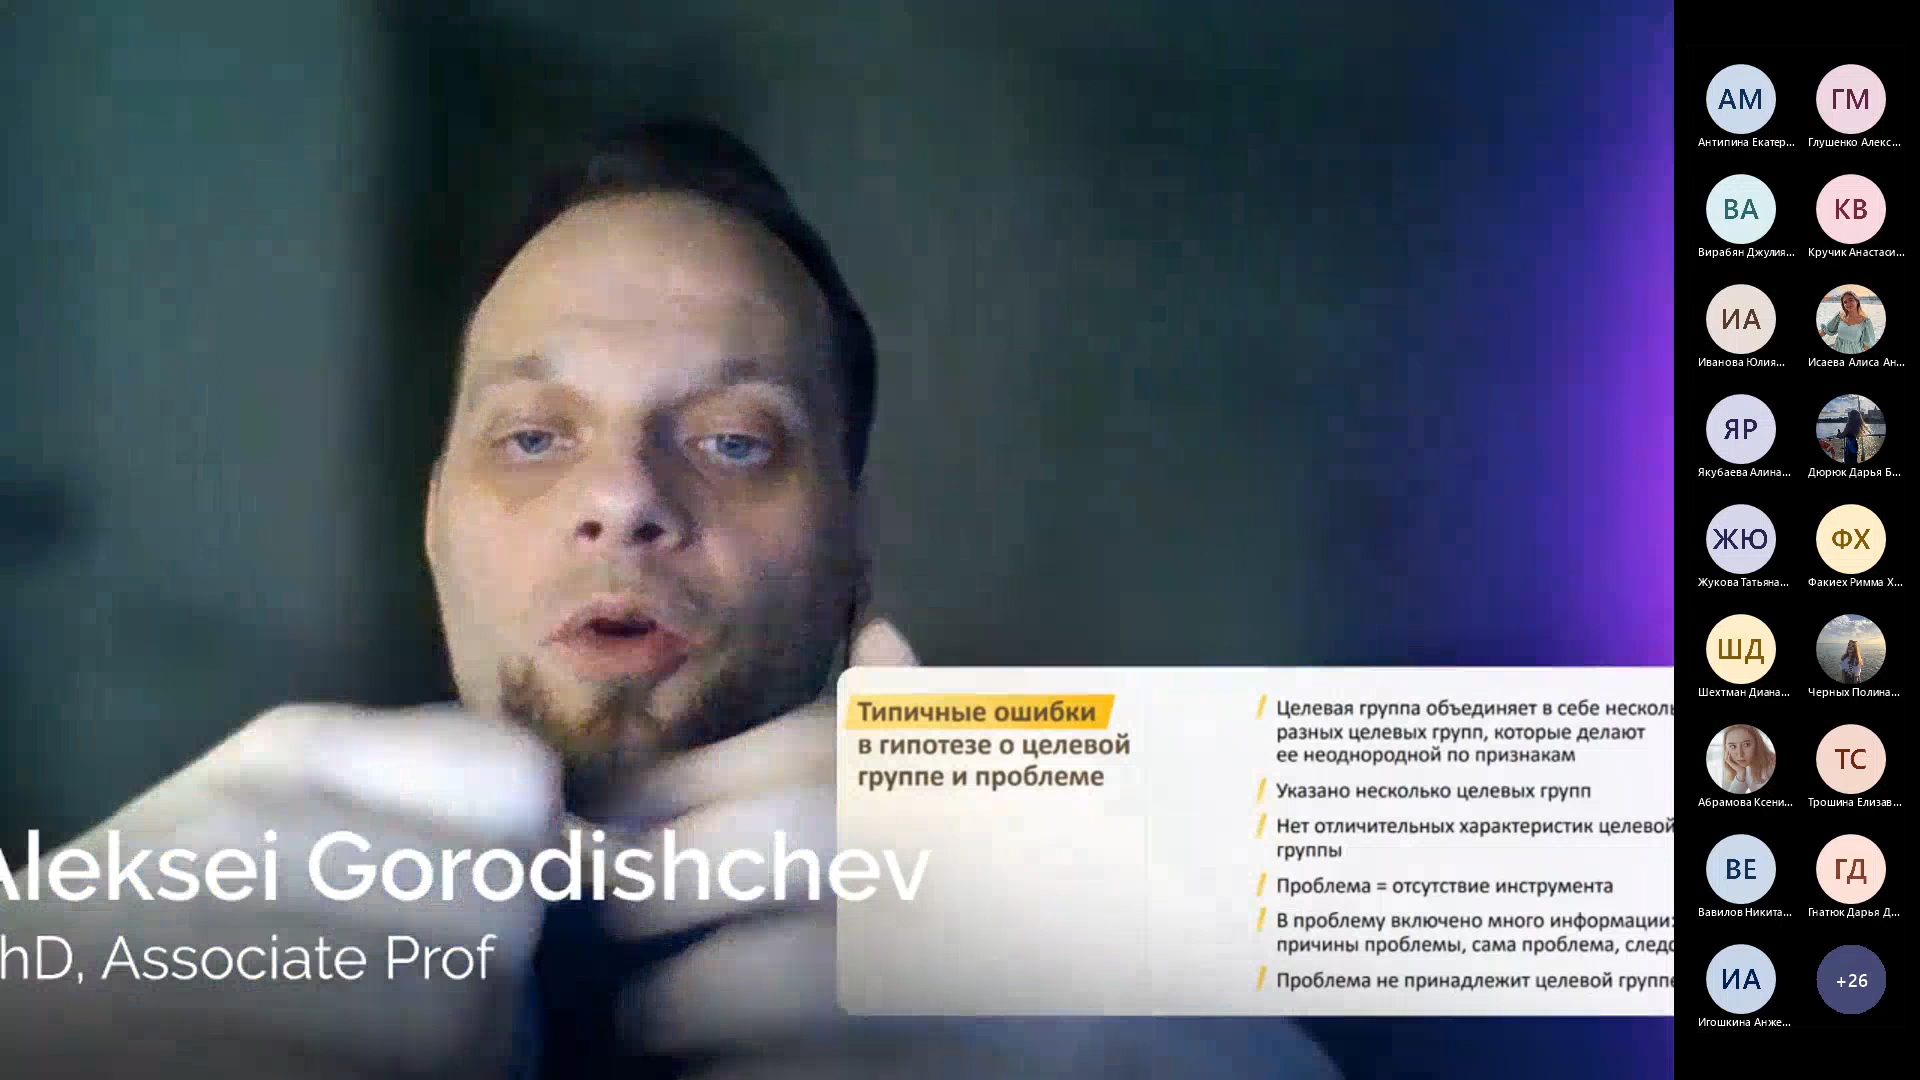 Aleksei Gorodishchev
hD, Associate Prof
Типичные ошибки
в гипотезе о целевой
группе и проблеме
Целевая группа объединяет в себе несколь
разных целевых групп, которые делают
ее неоднородной по признакам
Указано несколько целевых групп
Нет отличительных характеристик целевой
группы
Проблема = отсутствие инструмента
В проблему включено много информации:
причины проблемы, сама проблема, следс
Проблема не принадлежит целевой группе
АМ
Антипина Екатер...
ГМ
Глушенко Алекс...
ВА
Вирабян Джулия...
КВ
Кручик Анастаси...
ИА
Иванова Юлия...
Исаева Алиса Ан...
ЯР
Якубаева Алина...
Дюрюк Дарья Б...
ЖЮ
Жукова Татьяна...
ФХ
Факиех Римма Х...
ШД
Шехтман Диана...
Черных Полина...
Абрамова Ксени...
ТС
Трошина Елизав...
ВЕ
Вавилов Никита...
ГД
Гнатюк Дарья Д...
ИА
Игошкина Анже...
+26